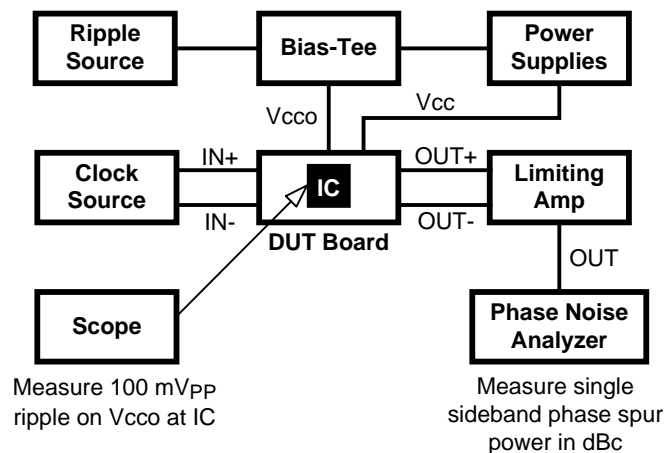 Ripple
Source
Bias-Tee
Power
Supplies
Vcco
Vcc
Clock
Source
IN+
IN-
IC
DUT Board
OUT+
OUT-
Limiting
Amp
OUT
Scope
Phase Noise
Analyzer
Measure 100 mVPP
ripple on Vcco at IC
Measure single
sideband phase spur
power in dBc